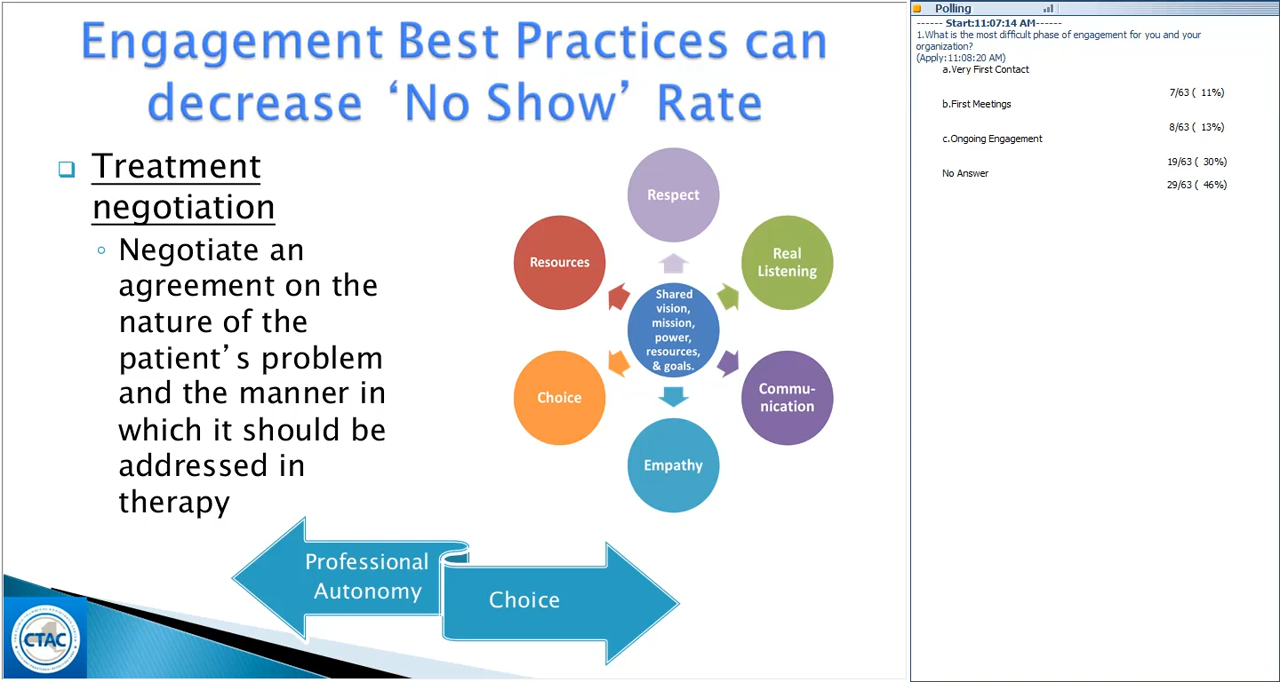 Engagement Best Practices can
decrease ‘No Show’ Rate
Treatment
negotiation
Negotiate an
agreement on the
nature of the
patient’s problem
and the manner in
which it should be
addressed in
therapy
Respect
Real
Listening
Commu-
nication
Empathy
Choice
Resources
Shared
vision,
mission,
power,
resources,
& goals.
Professional
Autonomy
Choice
CTAC
Polling
------ Start:11:07:14 AM------
1.What is the most difficult phase of engagement for you and your
organization?
(Apply:11:08:20 AM)
a.Very First Contact
7/63 ( 11%)
b.First Meetings
8/63 ( 13%)
c.Ongoing Engagement
19/63 ( 30%)
No Answer
29/63 ( 46%)